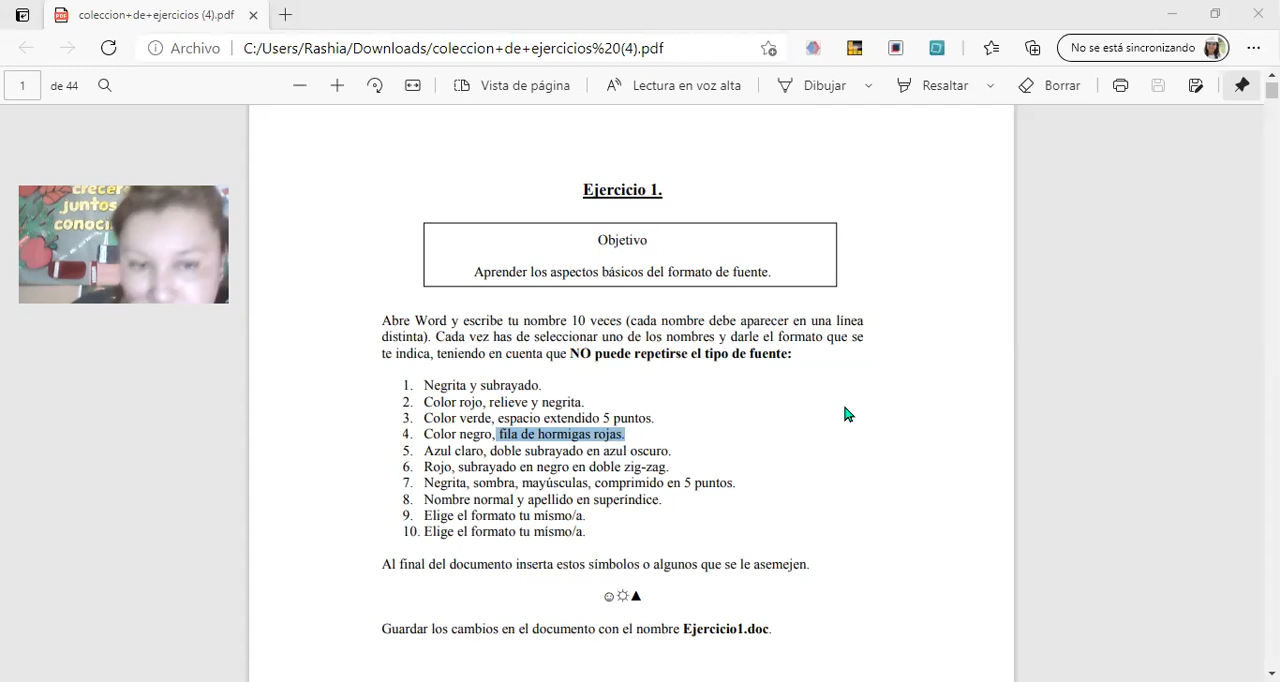 coleccion+de+ejercicios (4).pdf
Archivo C:/Users/Rashia/Downloads/coleccion+de+ejercicios%20(4).pdf No se está sincronizando
1 de 44 Vista de página Lectura en voz alta Dibujar Resaltar Borrar
crecer
juntos
conoci
Ejercicio 1.
Objetivo
Aprender los aspectos básicos del formato de fuente.
Abre Word y escribe tu nombre 10 veces (cada nombre debe aparecer en una línea
distinta). Cada vez has de seleccionar uno de los nombres y darle el formato que se
te indica, teniendo en cuenta que NO puede repetirse el tipo de fuente:
1. Negrita y subrayado.
2. Color rojo, relieve y negrita.
3. Color verde, espacio extendido 5 puntos.
4. Color negro, fila de hormigas rojas.
5. Azul claro, doble subrayado en azul oscuro.
6. Rojo, subrayado en negro en doble zig-zag.
7. Negrita, sombra, mayúsculas, comprimido en 5 puntos.
8. Nombre normal y apellido en superíndice.
9. Elige el formato tu mismo/a.
10. Elige el formato tu mismo/a.
Al final del documento inserta estos símbolos o algunos que se le asemejen.
☺☼▲
Guardar los cambios en el documento con el nombre Ejercicio1.doc.